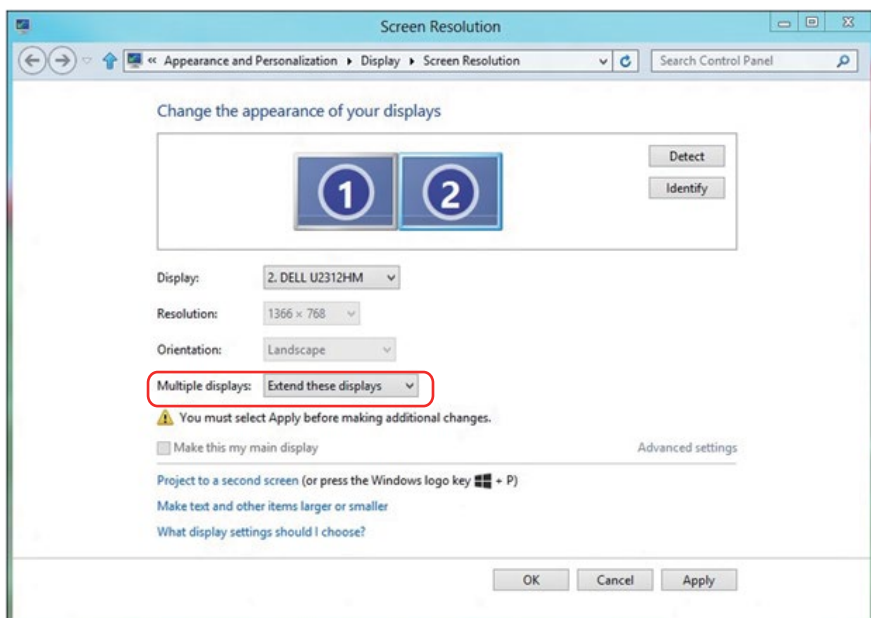 Screen Resolution
« Appearance and Personalization Display Screen Resolution Search Control Panel
Change the appearance of your displays
1 2
Detect
Identify
Display: 2. DELL U2312HM
Resolution: 1366 × 768
Orientation: Landscape
Multiple displays: Extend these displays
You must select Apply before making additional changes.
Make this my main display Advanced settings
Project to a second screen (or press the Windows logo key + P)
Make text and other items larger or smaller
What display settings should I choose?
OK Cancel Apply